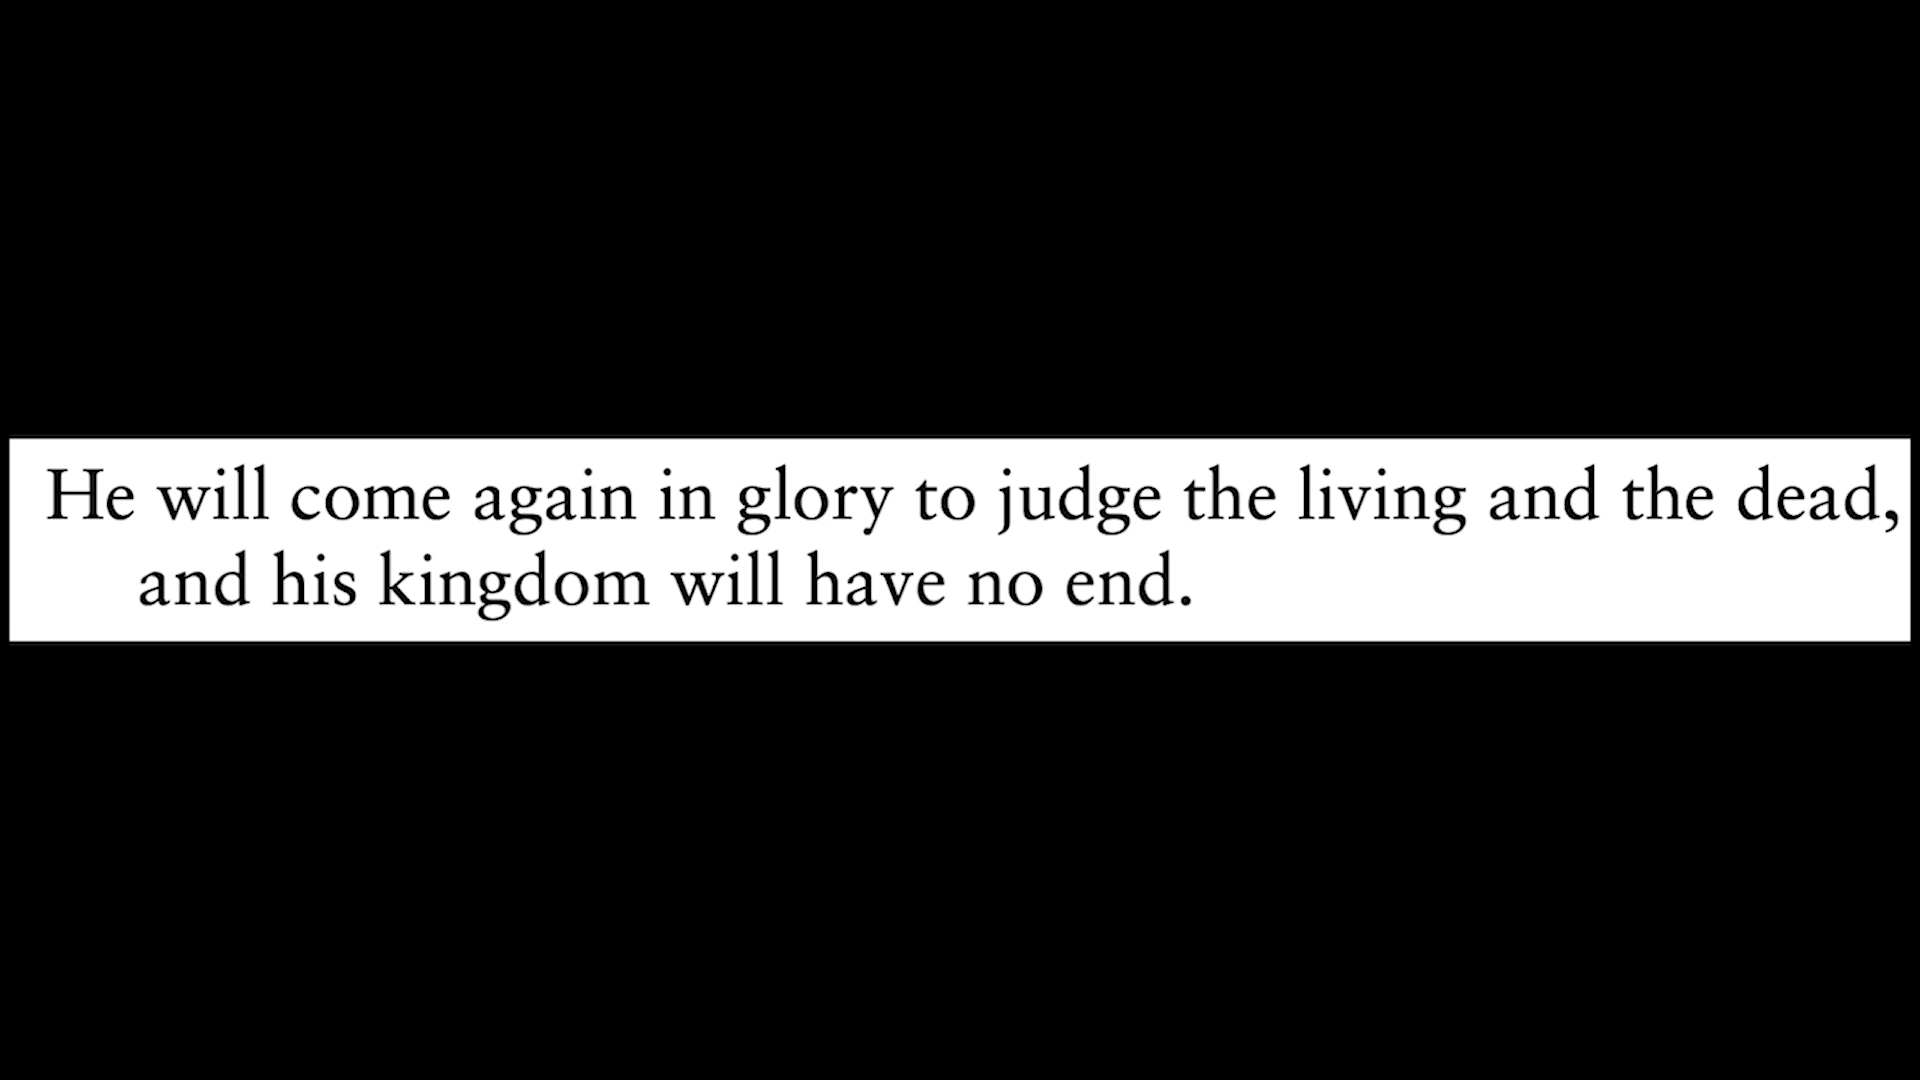 He will come again in glory to judge the living and the dead,
and his kingdom will have no end.